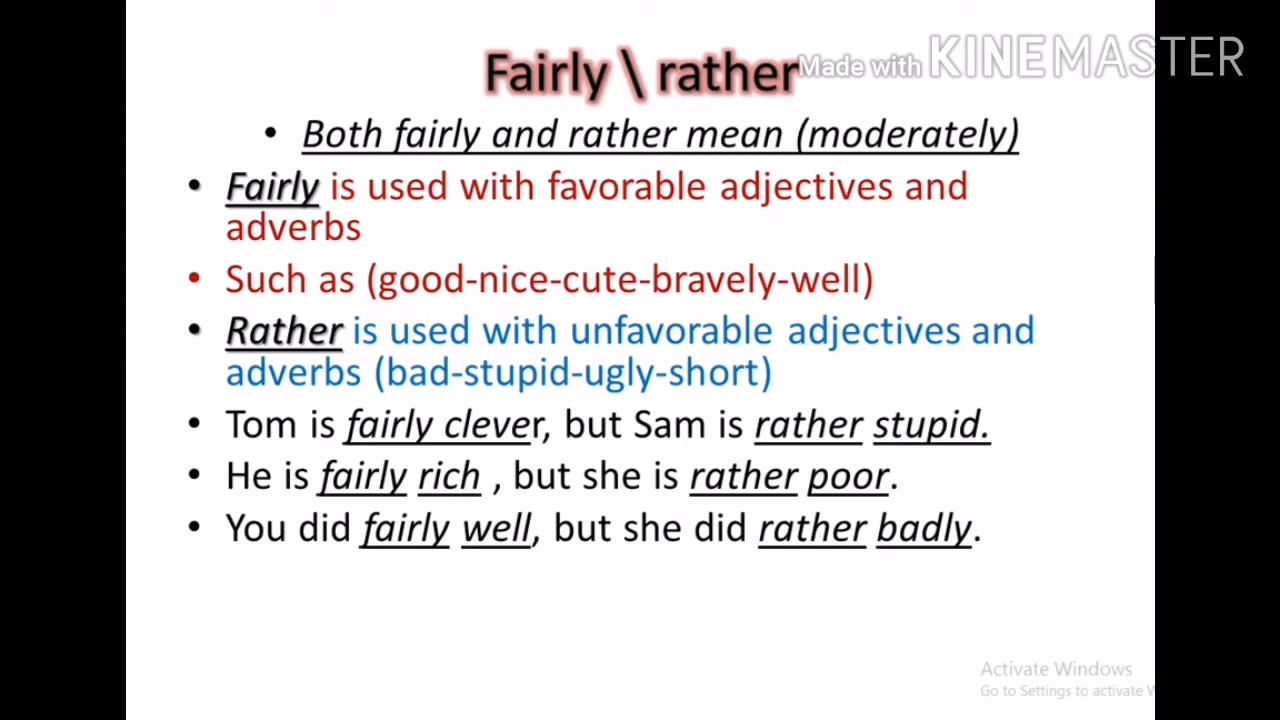 Fairly \ rather
Made with KINEMASTER
• Both fairly and rather mean (moderately)
• Fairly is used with favorable adjectives and
adverbs
• Such as (good-nice-cute-bravely-well)
• Rather is used with unfavorable adjectives and
adverbs (bad-stupid-ugly-short)
• Tom is fairly clever, but Sam is rather stupid.
• He is fairly rich , but she is rather poor.
• You did fairly well, but she did rather badly.
Activate Windows
Go to Settings to activate W